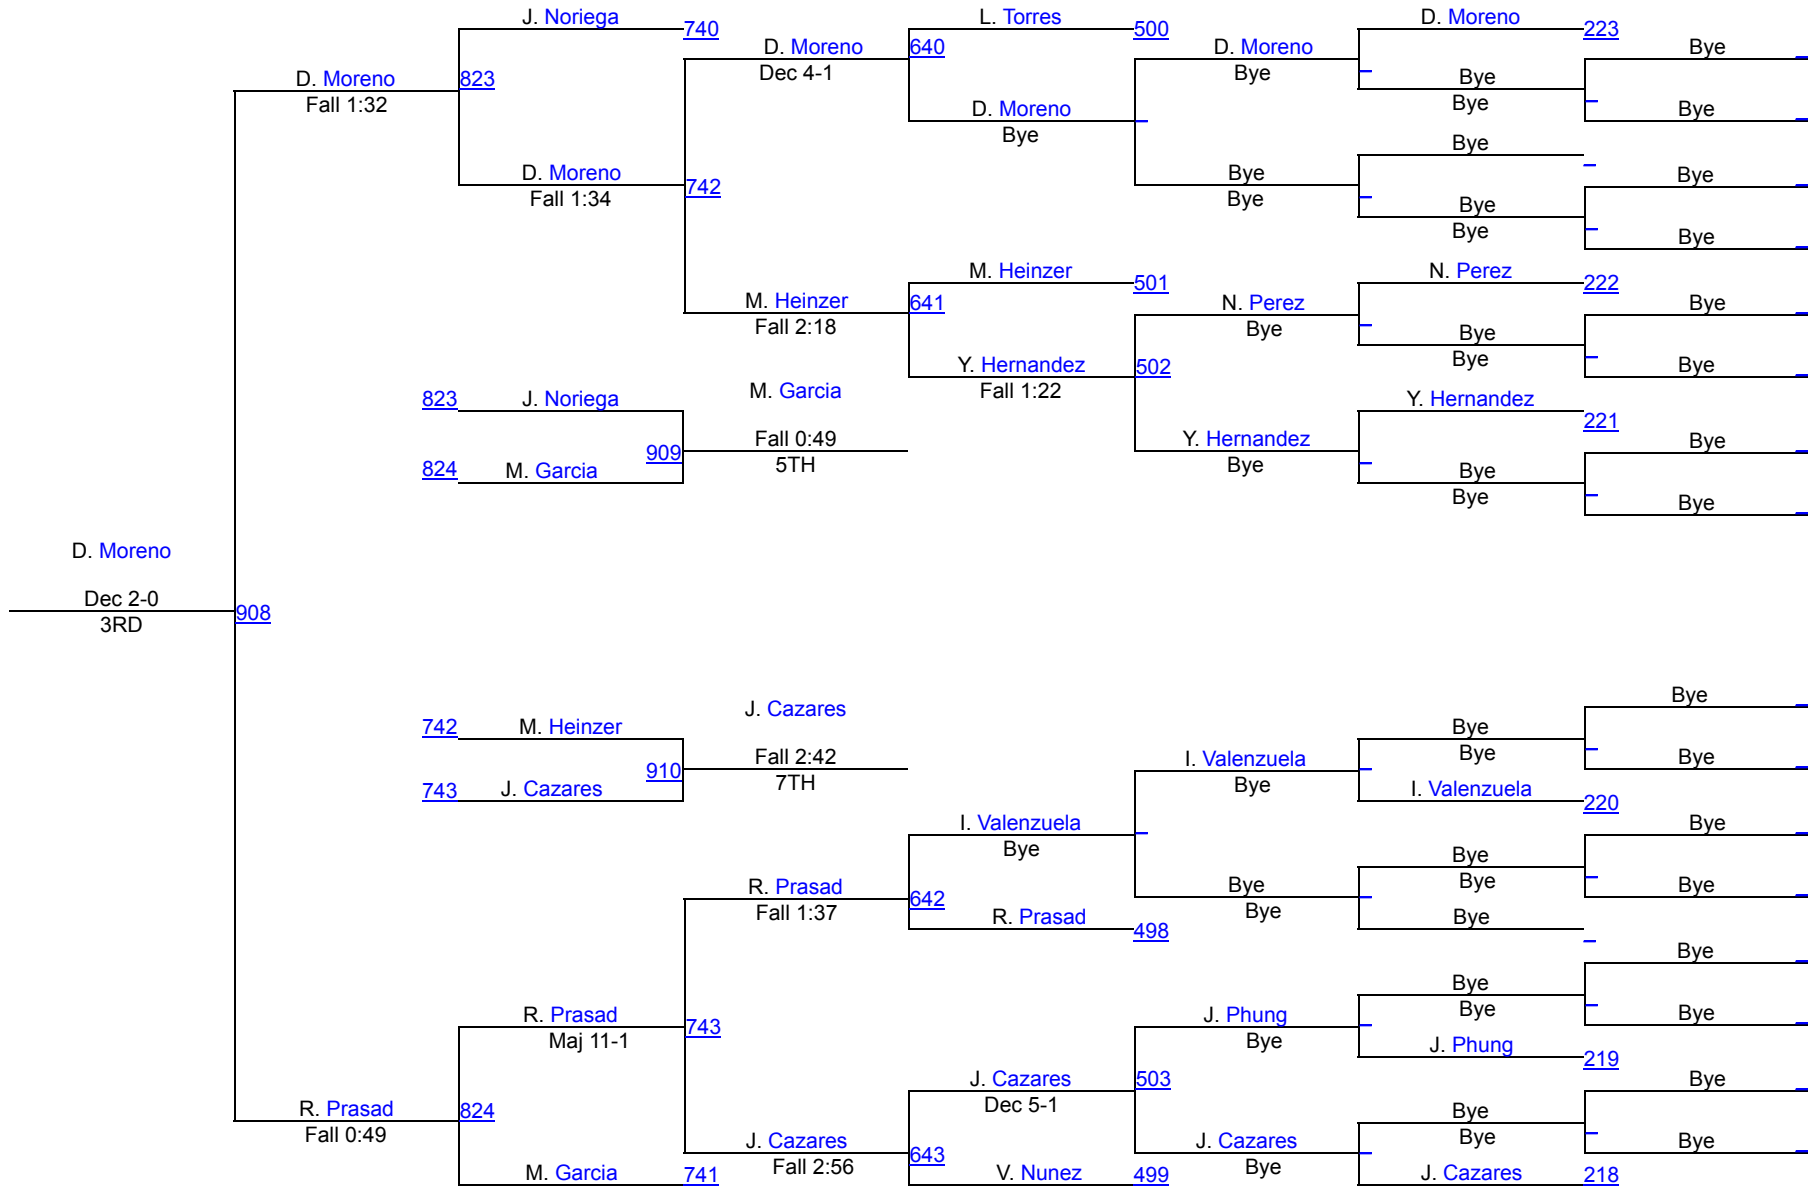 J. Noriega
740
L. Torres
500
D. Moreno
223
D. Moreno
Dec 4-1
640
D. Moreno
Bye
Bye
D. Moreno
Fall 1:32
823
Bye
Bye
D. Moreno
Bye
Bye
Bye
D. Moreno
Fall 1:34
742
Bye
Bye
Bye
Bye
Bye
Bye
M. Heinzer
501
N. Perez
222
M. Heinzer
Fall 2:18
641
N. Perez
Bye
Bye
Bye
Bye
Y. Hernandez
Fall 1:22
502
Bye
823
J. Noriega
M. Garcia
Y. Hernandez
221
Fall 0:49
5TH
909
Y. Hernandez
Bye
Bye
824
M. Garcia
Bye
Bye
Bye
D. Moreno
Dec 2-0
3RD
908
Bye
742
M. Heinzer
J. Cazares
Bye
Bye
Fall 2:42
7TH
910
I. Valenzuela
Bye
Bye
743
J. Cazares
I. Valenzuela
220
I. Valenzuela
Bye
Bye
Bye
Bye
R. Prasad
Fall 1:37
642
Bye
Bye
Bye
R. Prasad
498
Bye
Bye
Bye
Bye
R. Prasad
Maj 11-1
743
J. Phung
Bye
Bye
J. Phung
219
J. Cazares
Dec 5-1
503
Bye
R. Prasad
Fall 0:49
824
Bye
Bye
J. Cazares
Fall 2:56
643
J. Cazares
Bye
Bye
M. Garcia
741
V. Nunez
499
J. Cazares
218